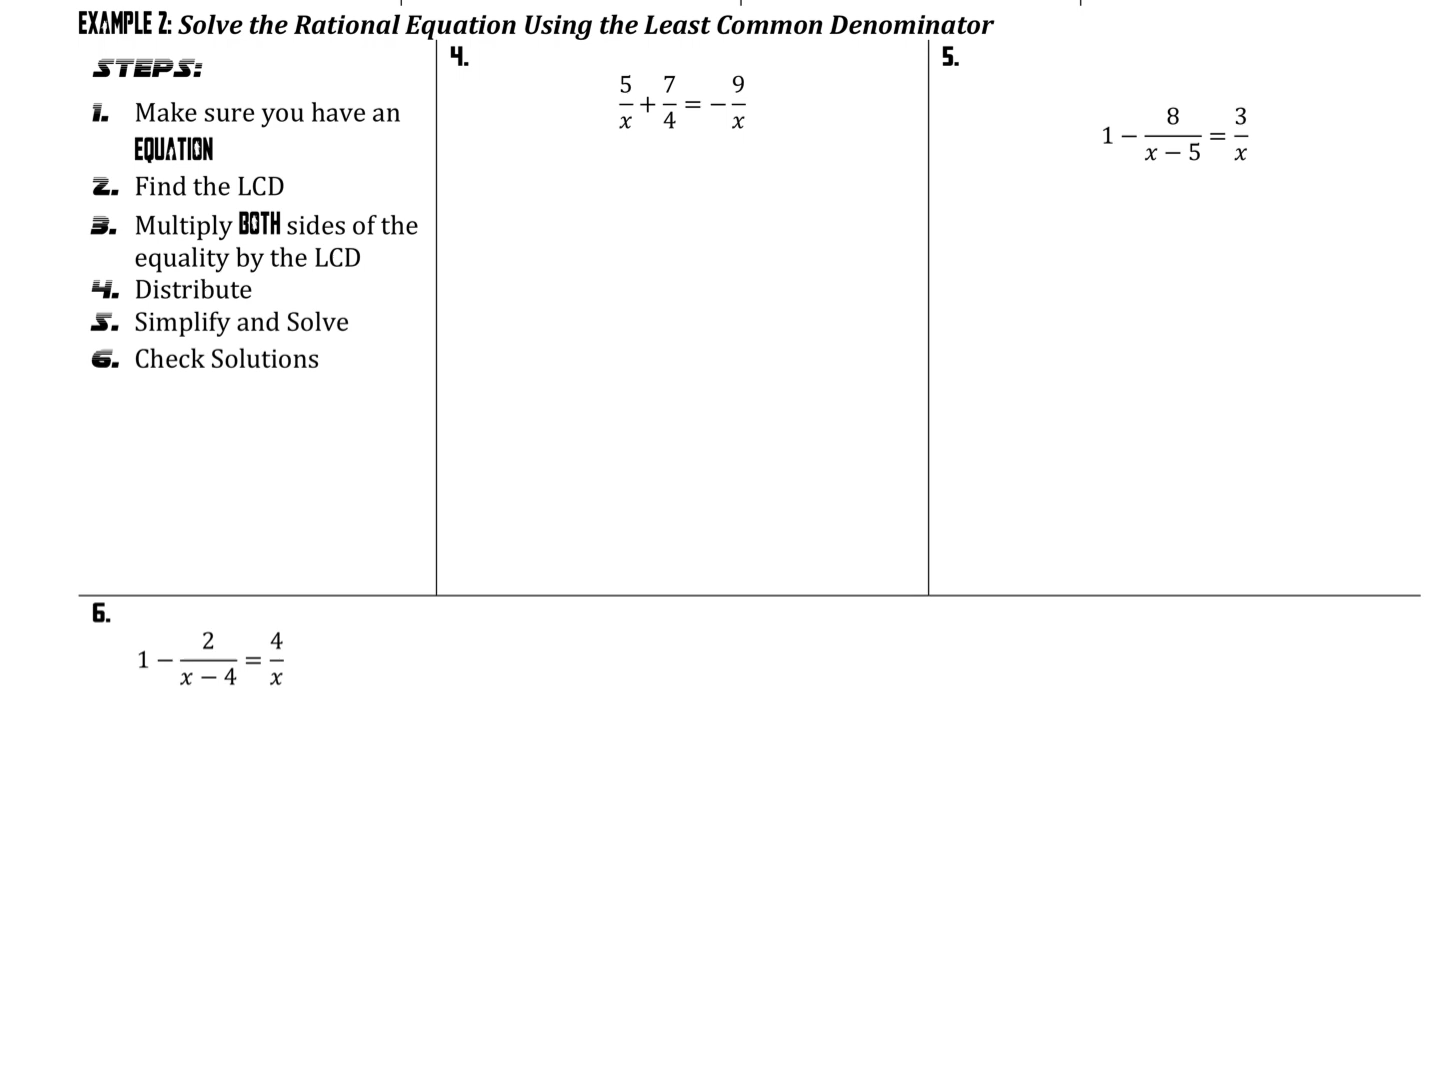 EXAMPLE 2: Solve the Rational Equation Using the Least Common Denominator
STEPS:
1. Make sure you have an
EQUATION
2. Find the LCD
3. Multiply BOTH sides of the
equality by the LCD
4. Distribute
5. Simplify and Solve
6. Check Solutions
4.
5/x + 7/4 = −9/x
5.
1 − 8/(x − 5) = 3/x
6.
1 − 2/(x − 4) = 4/x